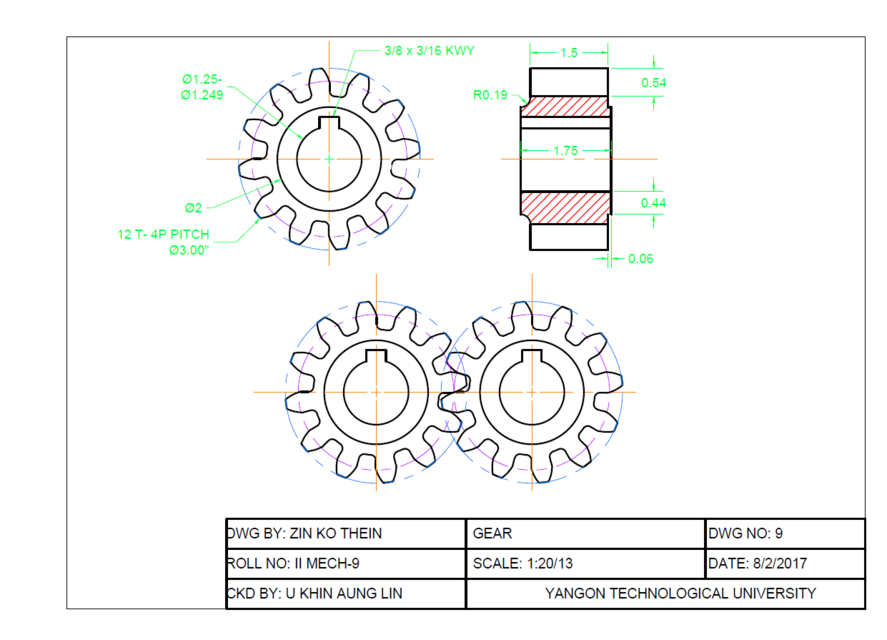 3/8 x 3/16 KWY
Ø1.25-
Ø1.249
Ø2
12 T- 4P PITCH
Ø3.00"
1.5
0.54
R0.19
1.75
0.44
0.06
DWG BY: ZIN KO THEIN
GEAR
DWG NO: 9
ROLL NO: II MECH-9
SCALE: 1:20/13
DATE: 8/2/2017
CKD BY: U KHIN AUNG LIN
YANGON TECHNOLOGICAL UNIVERSITY